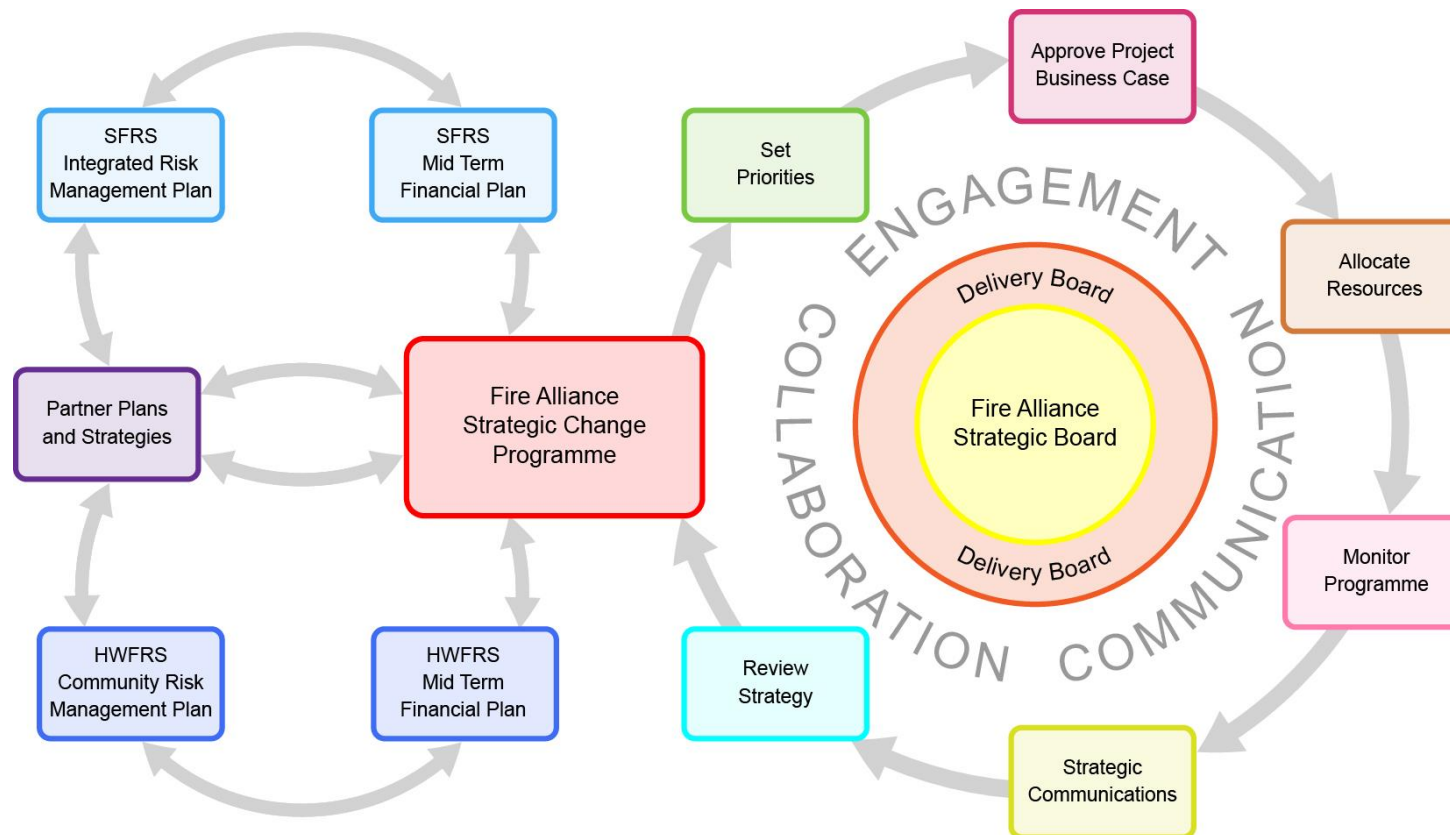 SFRS
Integrated Risk
Management Plan
SFRS
Mid Term
Financial Plan
Partner Plans
and Strategies
Fire Alliance
Strategic Change
Programme
HWFRS
Community Risk
Management Plan
HWFRS
Mid Term
Financial Plan
Set
Priorities
Approve Project
Business Case
Allocate
Resources
Monitor
Programme
Strategic
Communications
Review
Strategy
ENGAGEMENT
COMMUNICATION
COLLABORATION
Delivery Board
Fire Alliance
Strategic Board
Delivery Board